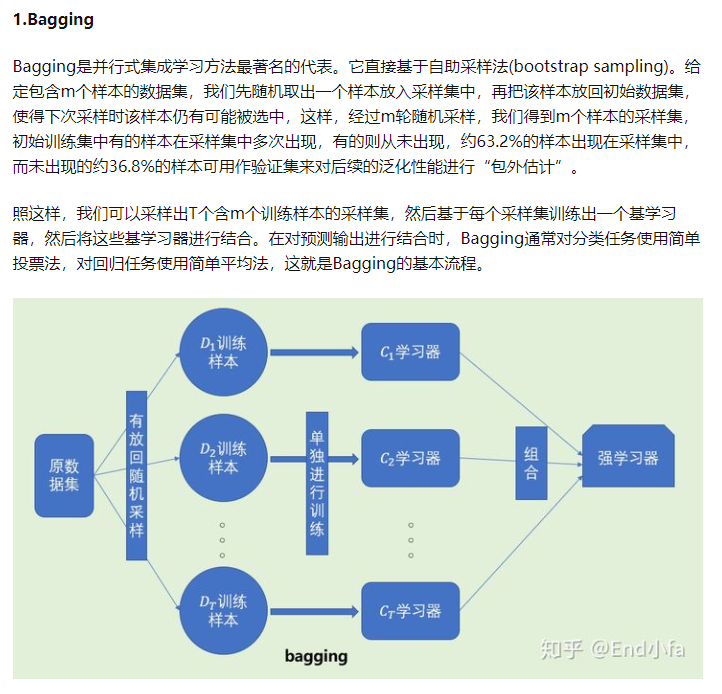 1.Bagging
Bagging是并行式集成学习方法最著名的代表。它直接基于自助采样法(bootstrap sampling)。给
定包含m个样本的数据集，我们先随机取出一个样本放入采样集中，再把该样本放回初始数据集，
使得下次采样时该样本仍有可能被选中，这样，经过m轮随机采样，我们得到m个样本的采样集，
初始训练集中有的样本在采样集中多次出现，有的则从未出现，约63.2%的样本出现在采样集中，
而未出现的约36.8%的样本可用作验证集来对后续的泛化性能进行“包外估计”。
照这样，我们可以采样出T个含m个训练样本的采样集，然后基于每个采样集训练出一个基学习
器，然后将这些基学习器进行结合。在对预测输出进行结合时，Bagging通常对分类任务使用简单
投票法，对回归任务使用简单平均法，这就是Bagging的基本流程。
原数
据集
有放回随机采样
D₁训练
样本
D₂训练
样本
D_T训练
样本
单独进行训练
C₁学习器
C₂学习器
C_T学习器
组合
强学习器
bagging
知乎 @End小fa